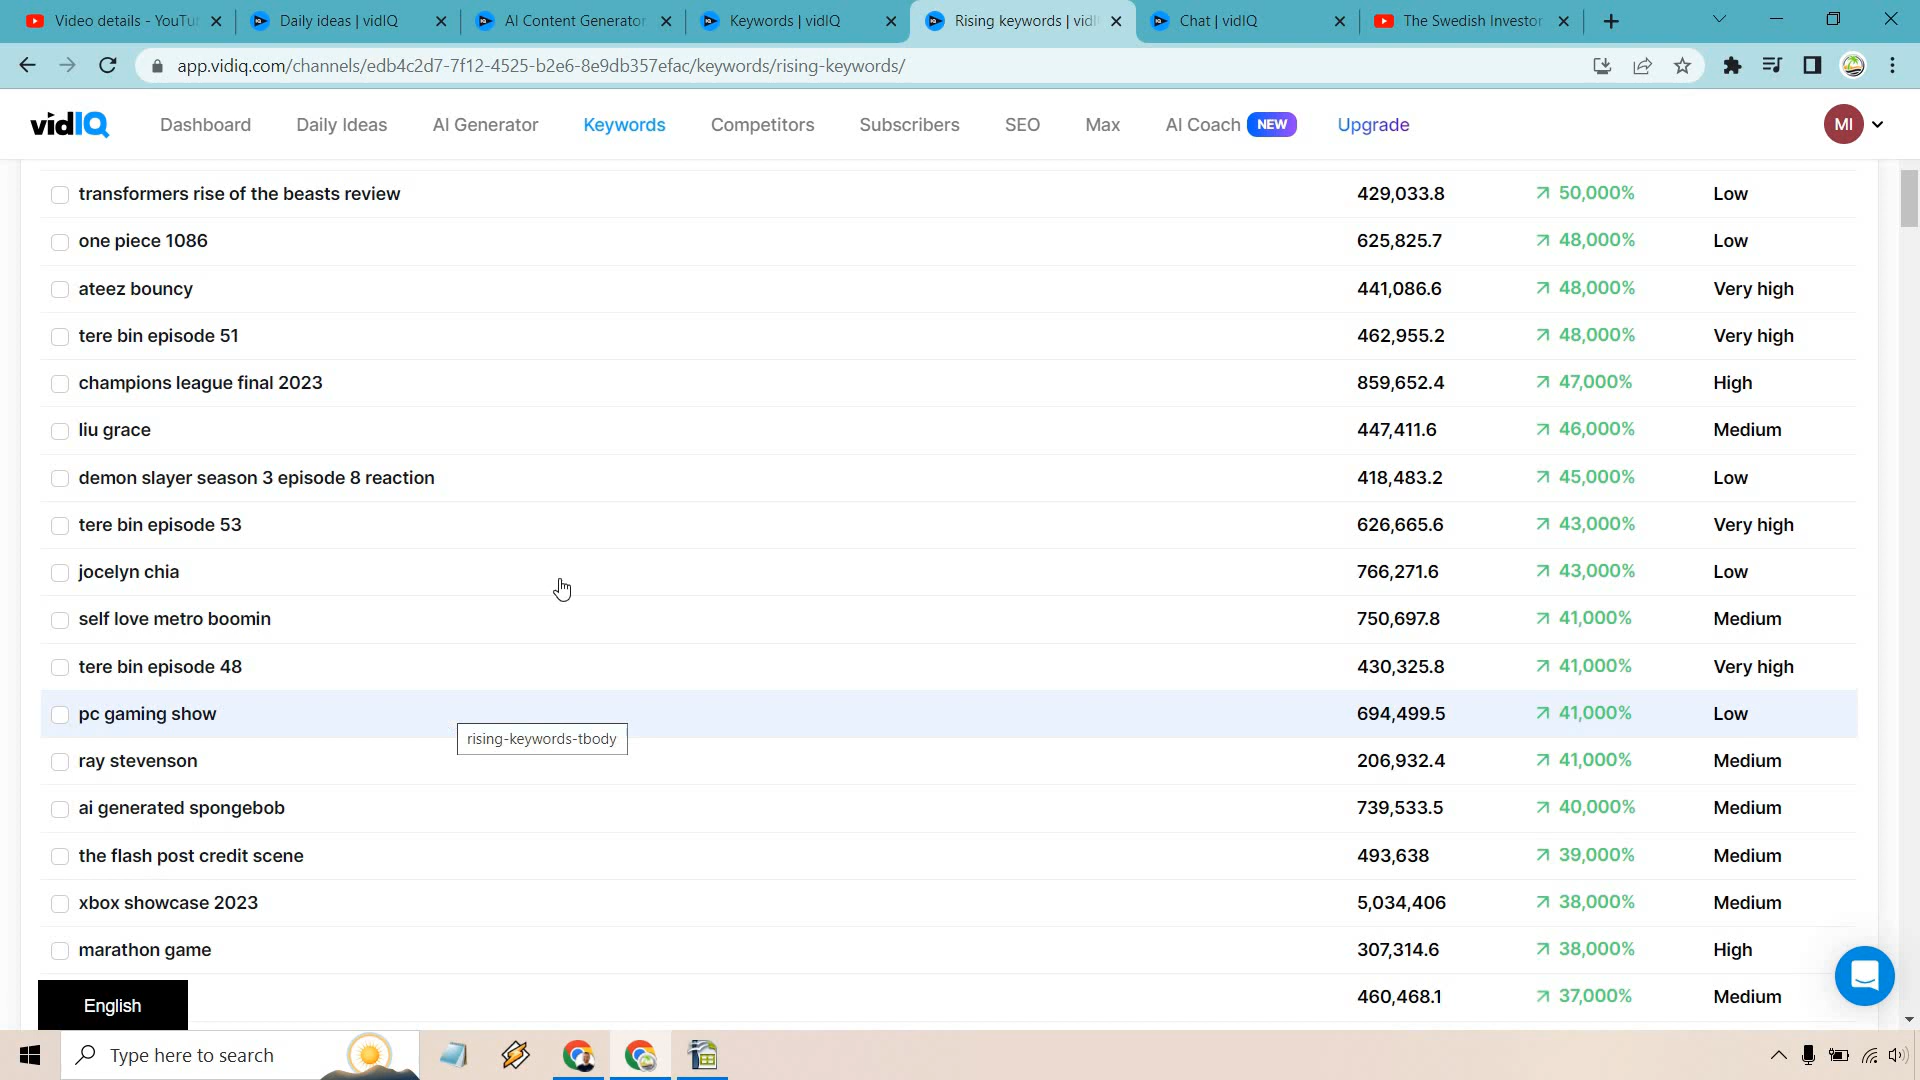 Video details - YouTu
Daily ideas | vidIQ
AI Content Generator
Keywords | vidIQ
Rising keywords | vidI
Chat | vidIQ
The Swedish Investor
app.vidiq.com/channels/edb4c2d7-7f12-4525-b2e6-8e9db357efac/keywords/rising-keywords/
vidIQ
Dashboard
Daily Ideas
AI Generator
Keywords
Competitors
Subscribers
SEO
Max
AI Coach NEW
Upgrade
MI
transformers rise of the beasts review 429,033.8 50,000% Low
one piece 1086 625,825.7 48,000% Low
ateez bouncy 441,086.6 48,000% Very high
tere bin episode 51 462,955.2 48,000% Very high
champions league final 2023 859,652.4 47,000% High
liu grace 447,411.6 46,000% Medium
demon slayer season 3 episode 8 reaction 418,483.2 45,000% Low
tere bin episode 53 626,665.6 43,000% Very high
jocelyn chia 766,271.6 43,000% Low
self love metro boomin 750,697.8 41,000% Medium
tere bin episode 48 430,325.8 41,000% Very high
pc gaming show 694,499.5 41,000% Low
rising-keywords-tbody
ray stevenson 206,932.4 41,000% Medium
ai generated spongebob 739,533.5 40,000% Medium
the flash post credit scene 493,638 39,000% Medium
xbox showcase 2023 5,034,406 38,000% Medium
marathon game 307,314.6 38,000% High
460,468.1 37,000% Medium
English
Type here to search